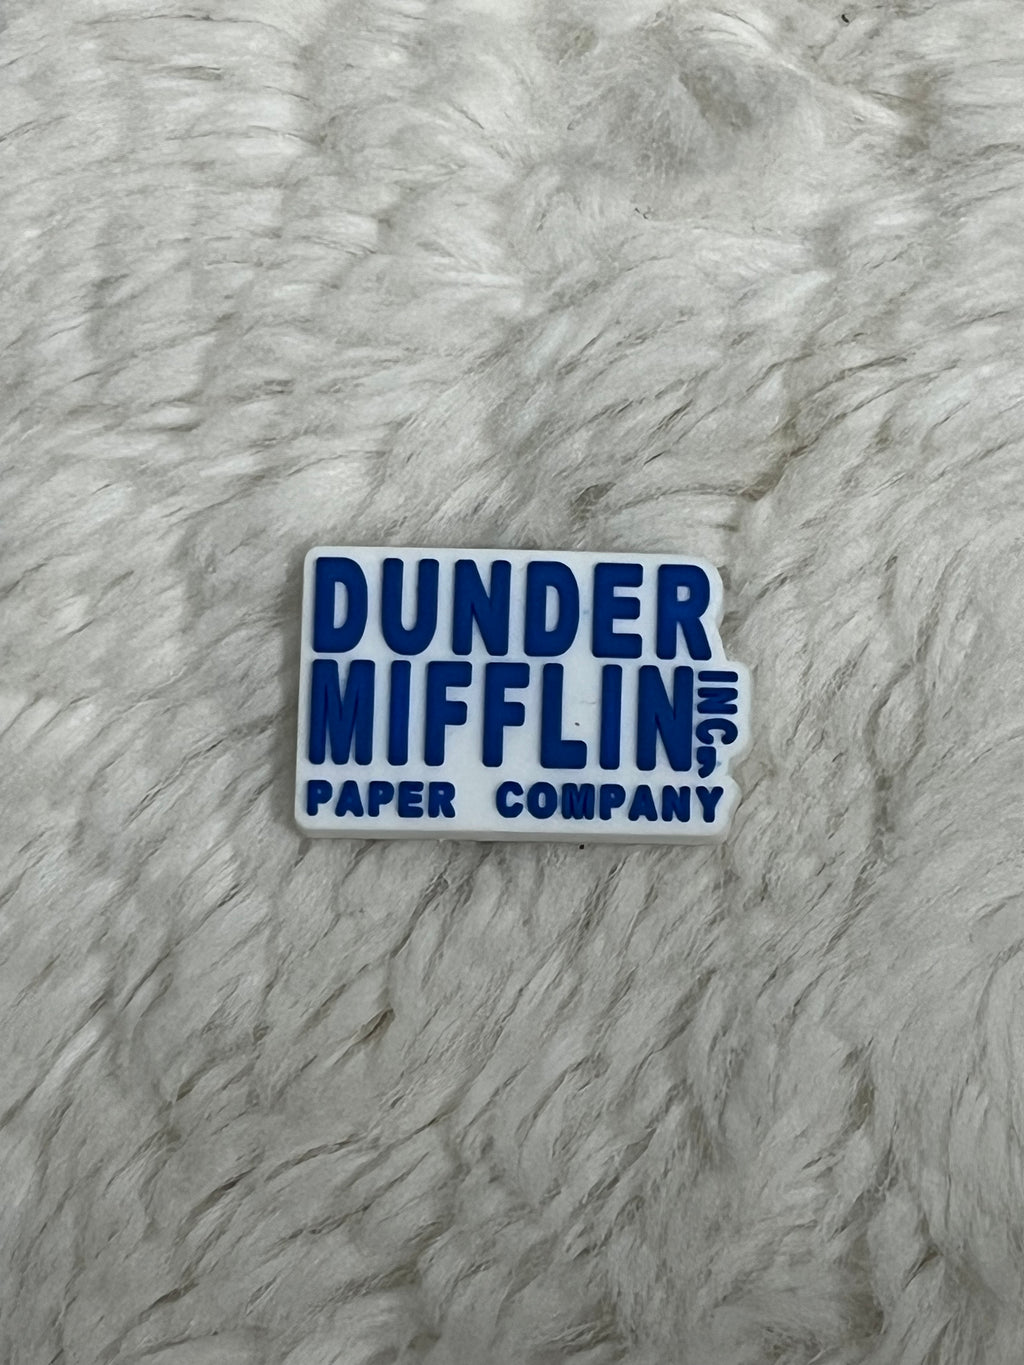 DUNDER
MIFFLIN
INC,
PAPER COMPANY